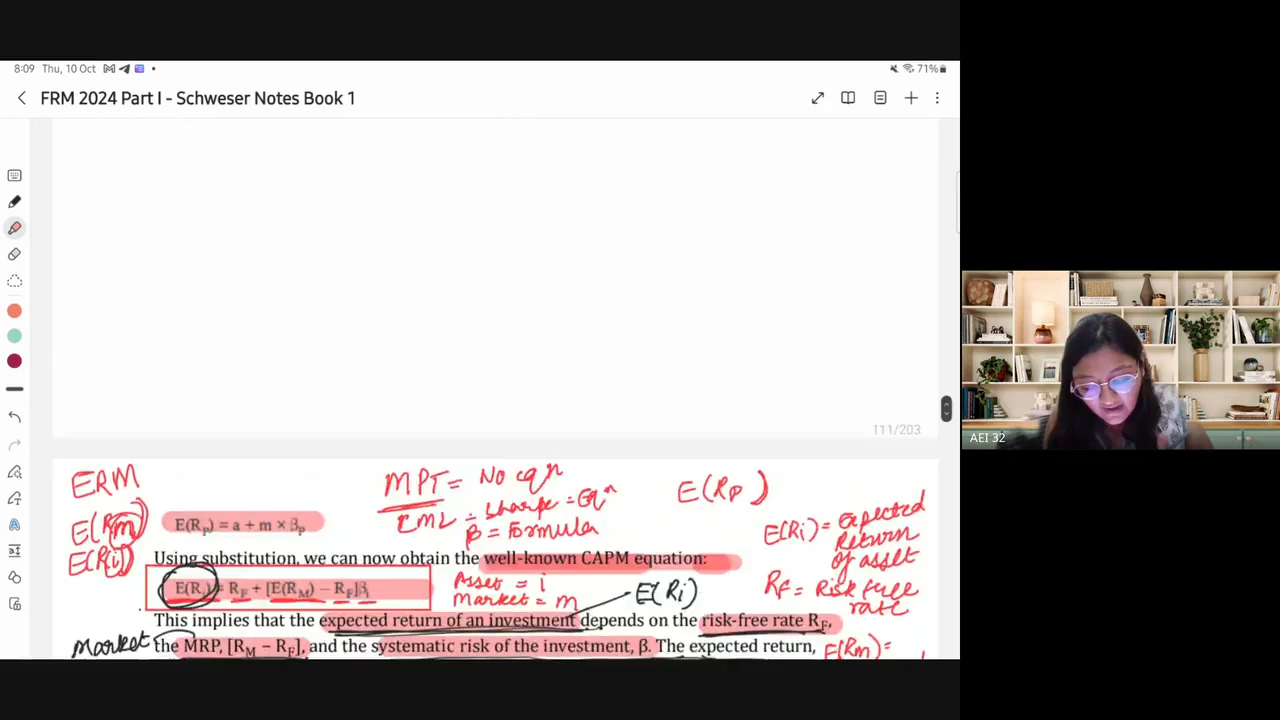 8:09 Thu, 10 Oct
71%
FRM 2024 Part I - Schweser Notes Book 1
111/203
AEI 32
ERM
E(Rm)
E(Ri)
MPT = No eqn
CML = Sharpe = Eqn
β = Formula
E(Rp)
E(Rp) = a + m × βp
E(Ri) = Expected
Return
of asset
Using substitution, we can now obtain the well-known CAPM equation:
E(Ri) = RF + [E(RM) − RF]βi
Asset = i
Market = m
E(Ri)
RF = Risk free
rate
This implies that the expected return of an investment depends on the risk-free rate RF,
Market
the MRP, [RM − RF], and the systematic risk of the investment, β. The expected return,
E(Rm) =